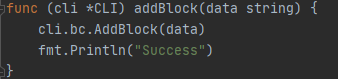 func (cli *CLI) addBlock(data string) {
    cli.bc.AddBlock(data)
    fmt.Println("Success")
}